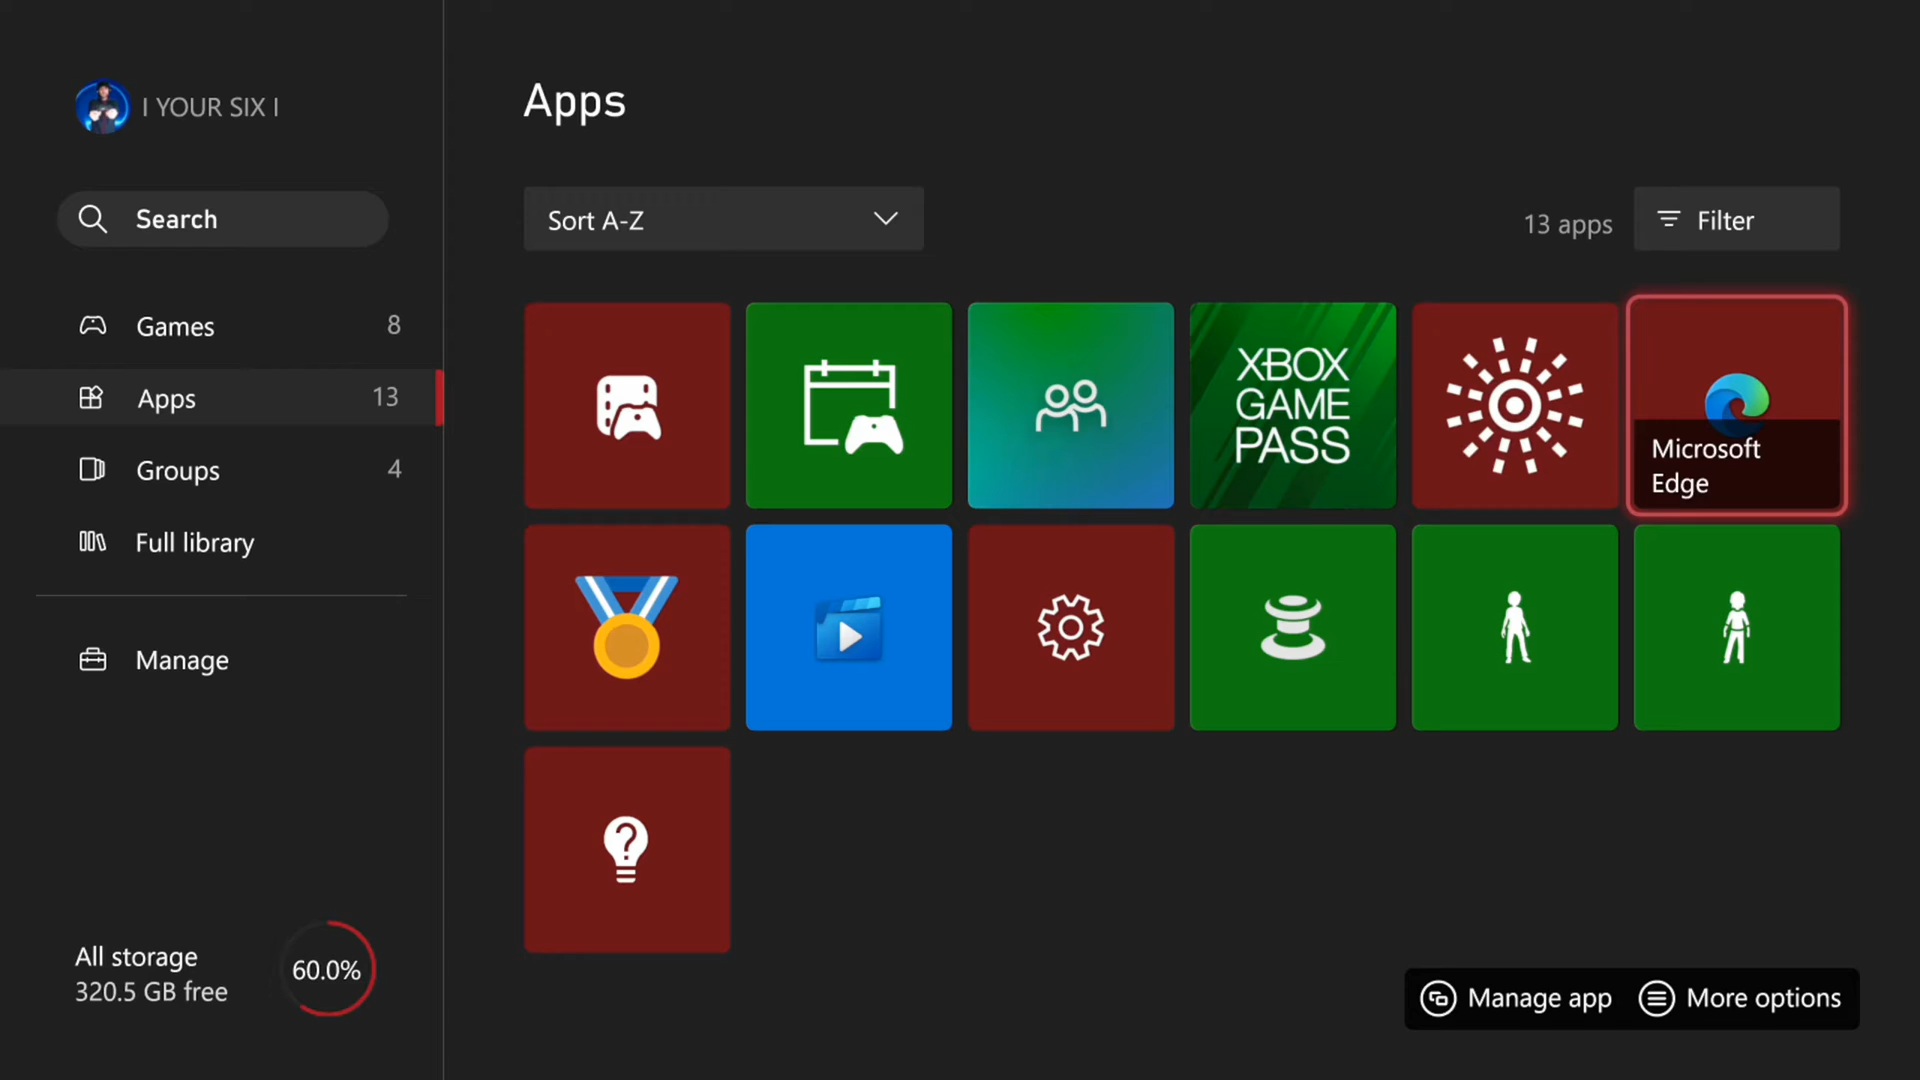 I YOUR SIX I
Search
Games 8
Apps 13
Groups 4
Full library
Manage
All storage
320.5 GB free
60.0%
Apps
Sort A-Z
13 apps
Filter
XBOX
GAME
PASS
Microsoft
Edge
Manage app
More options